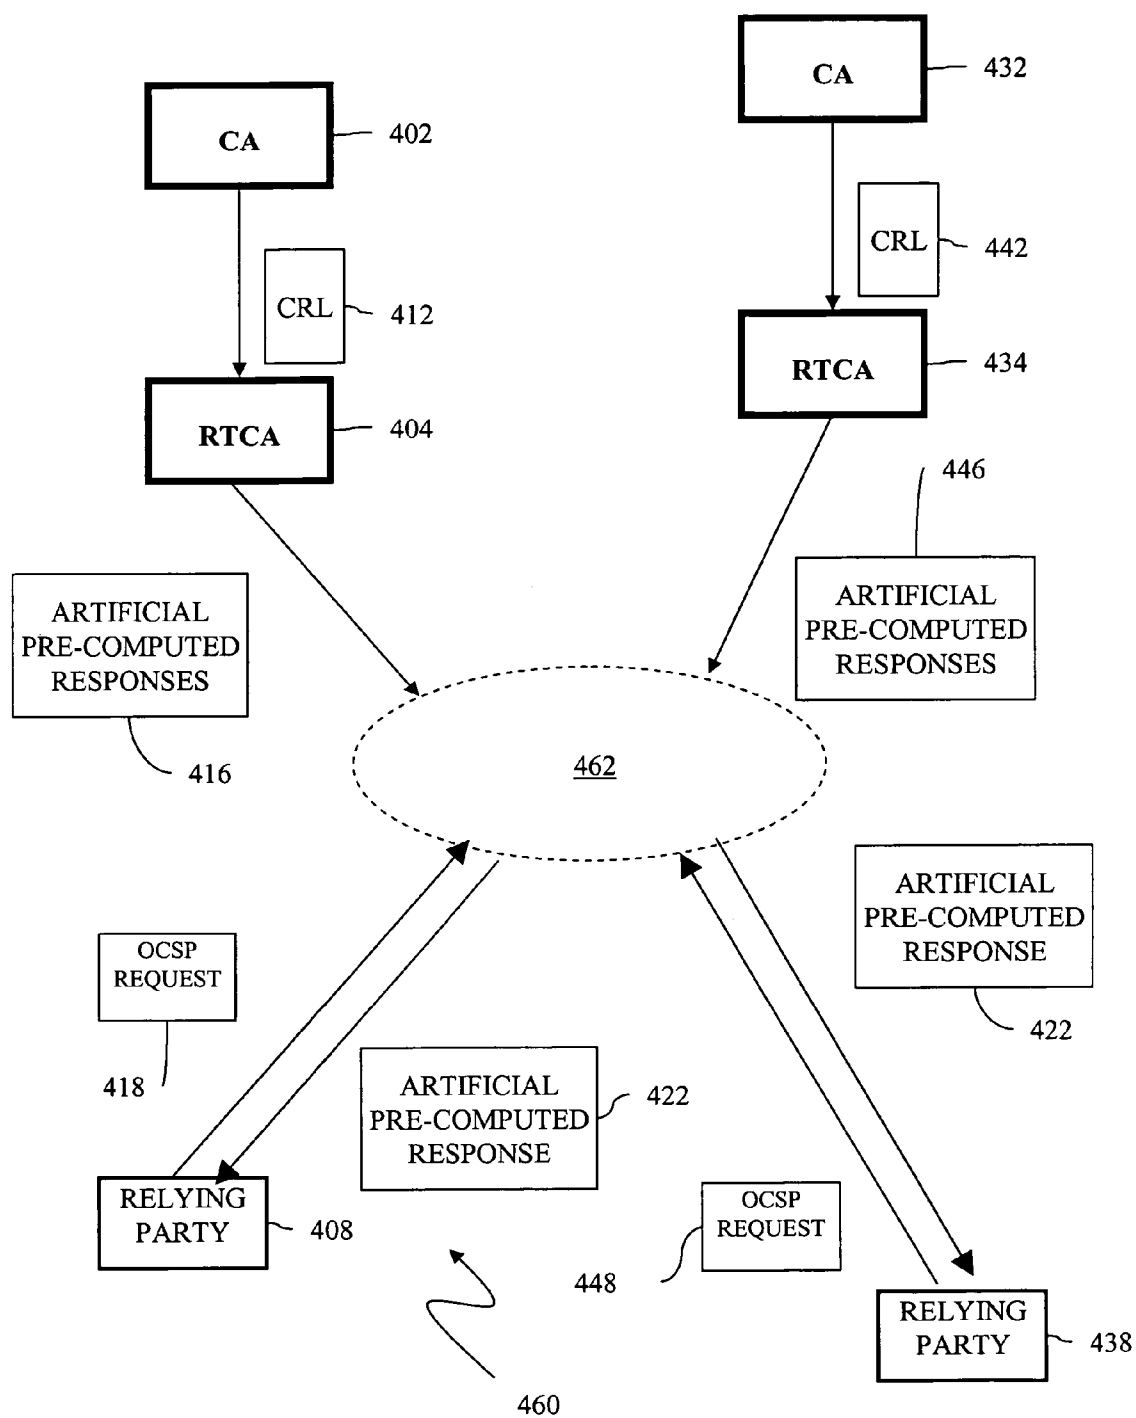 CA
432
CA
402
CRL
442
CRL
412
RTCA
434
RTCA
404
446
ARTIFICIAL
PRE-COMPUTED
RESPONSES
416
ARTIFICIAL
PRE-COMPUTED
RESPONSES
462
ARTIFICIAL
PRE-COMPUTED
RESPONSE
422
OCSP
REQUEST
418
ARTIFICIAL
PRE-COMPUTED
RESPONSE
422
RELYING
PARTY
408
OCSP
REQUEST
448
RELYING
PARTY
438
460